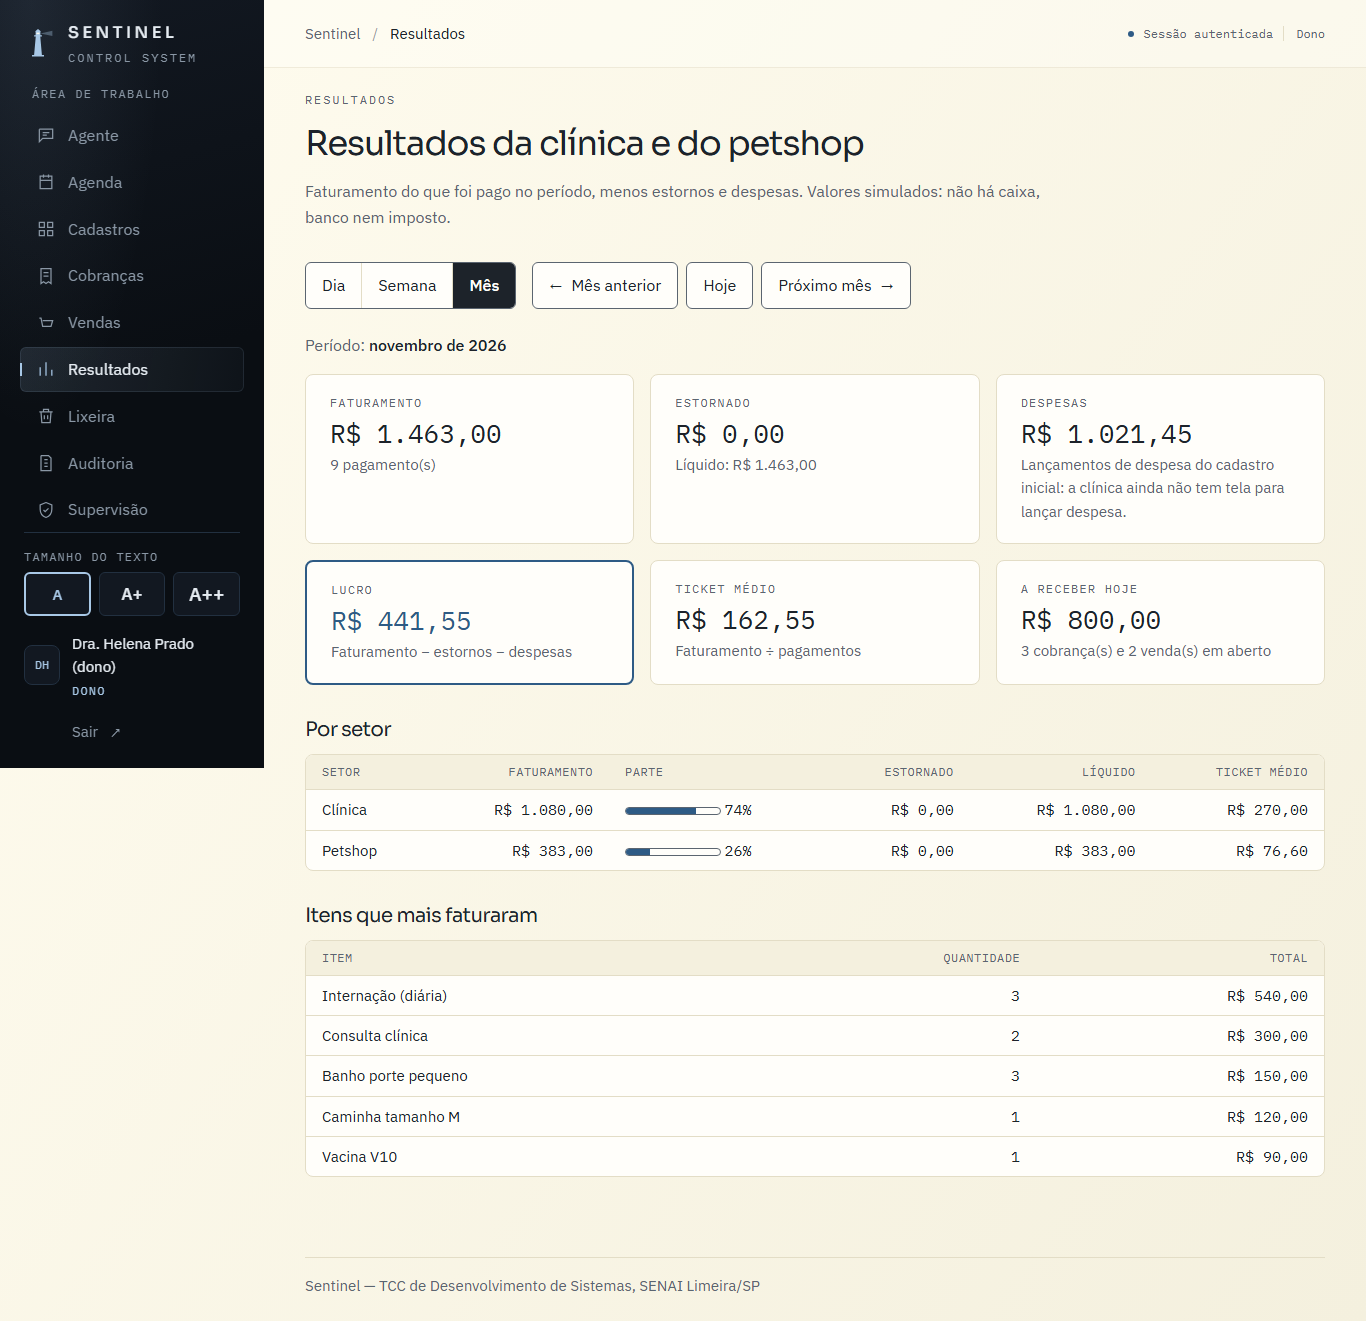 SENTINEL
CONTROL SYSTEM
ÁREA DE TRABALHO
Agente
Agenda
Cadastros
Cobranças
Vendas
Resultados
Lixeira
Auditoria
Supervisão
TAMANHO DO TEXTO
A A+ A++
DH
Dra. Helena Prado
(dono)
DONO
Sair ↗
Sentinel / Resultados
Sessão autenticada Dono
RESULTADOS
Resultados da clínica e do petshop
Faturamento do que foi pago no período, menos estornos e despesas. Valores simulados: não há caixa,
banco nem imposto.
Dia Semana Mês ← Mês anterior Hoje Próximo mês →
Período: novembro de 2026
FATURAMENTO
R$ 1.463,00
9 pagamento(s)
ESTORNADO
R$ 0,00
Líquido: R$ 1.463,00
DESPESAS
R$ 1.021,45
Lançamentos de despesa do cadastro
inicial: a clínica ainda não tem tela para
lançar despesa.
LUCRO
R$ 441,55
Faturamento − estornos − despesas
TICKET MÉDIO
R$ 162,55
Faturamento ÷ pagamentos
A RECEBER HOJE
R$ 800,00
3 cobrança(s) e 2 venda(s) em aberto
Por setor
SETOR FATURAMENTO PARTE ESTORNADO LÍQUIDO TICKET MÉDIO
Clínica R$ 1.080,00 74% R$ 0,00 R$ 1.080,00 R$ 270,00
Petshop R$ 383,00 26% R$ 0,00 R$ 383,00 R$ 76,60
Itens que mais faturaram
ITEM QUANTIDADE TOTAL
Internação (diária) 3 R$ 540,00
Consulta clínica 2 R$ 300,00
Banho porte pequeno 3 R$ 150,00
Caminha tamanho M 1 R$ 120,00
Vacina V10 1 R$ 90,00
Sentinel — TCC de Desenvolvimento de Sistemas, SENAI Limeira/SP